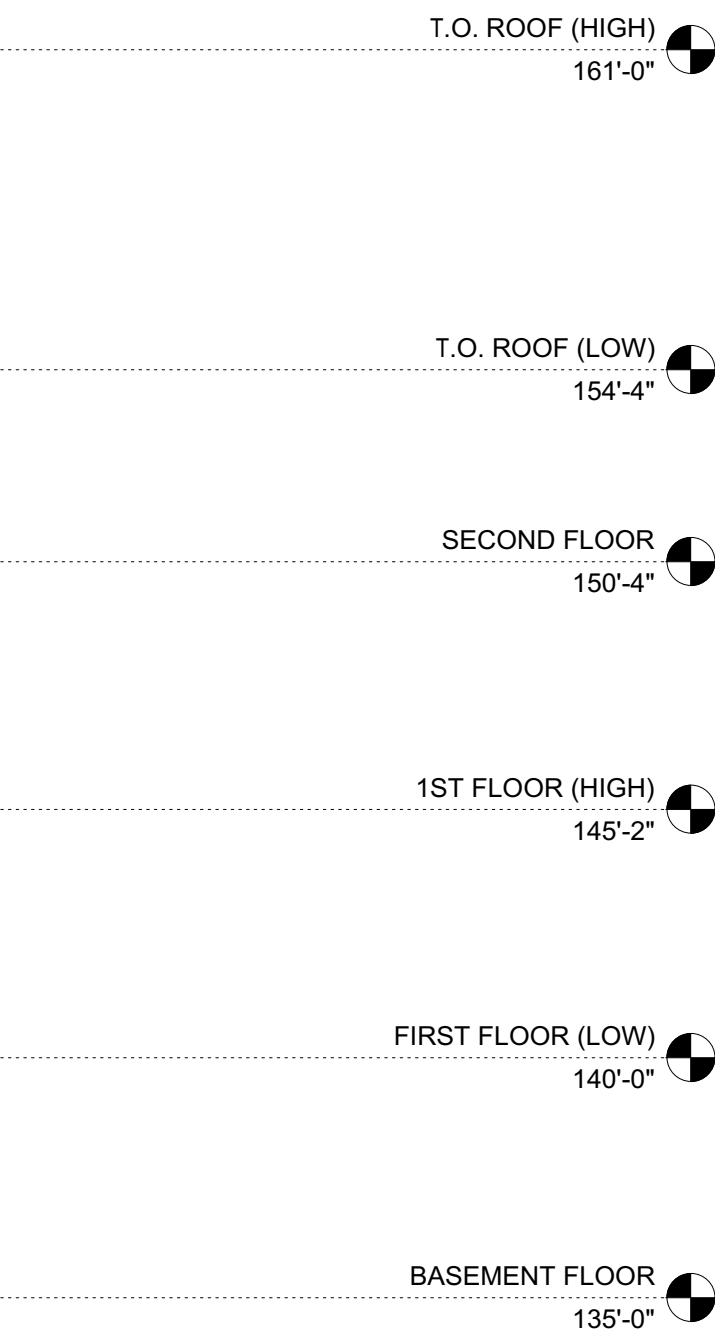 T.O. ROOF (HIGH)
161'-0"
T.O. ROOF (LOW)
154'-4"
SECOND FLOOR
150'-4"
1ST FLOOR (HIGH)
145'-2"
FIRST FLOOR (LOW)
140'-0"
BASEMENT FLOOR
135'-0"